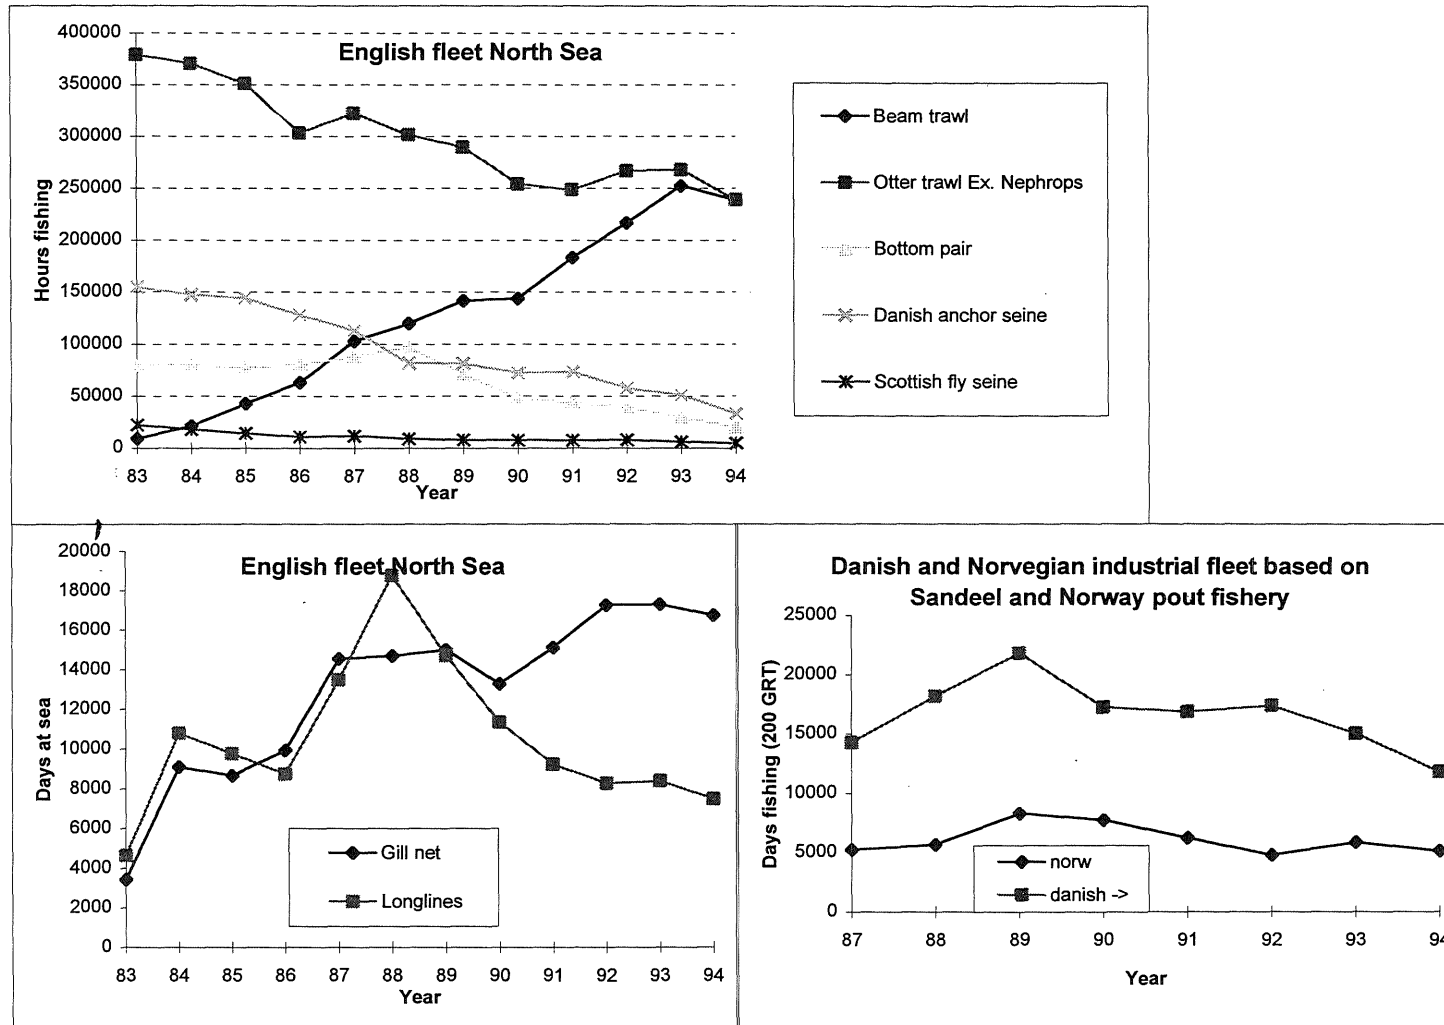 English fleet North Sea
400000
350000
300000
250000
200000
150000
100000
50000
0
Hours fishing
83 84 85 86 87 88 89 90 91 92 93 94
Year
Beam trawl
Otter trawl Ex. Nephrops
Bottom pair
Danish anchor seine
Scottish fly seine
English fleet North Sea
20000
18000
16000
14000
12000
10000
8000
6000
4000
2000
0
Days at sea
Gill net
Longlines
83 84 85 86 87 88 89 90 91 92 93 94
Year
Danish and Norwegian industrial fleet based on
Sandeel and Norway pout fishery
25000
20000
15000
10000
5000
0
Days fishing (200 GRT)
norw
danish ->
87 88 89 90 91 92 93 94
Year